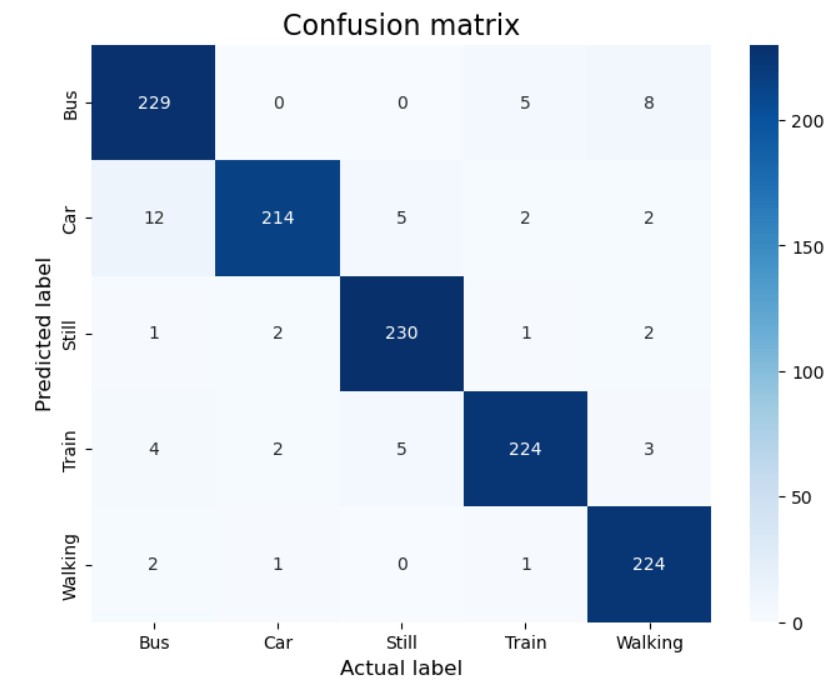 Confusion matrix
Predicted label
Bus 229 0 0 5 8
Car 12 214 5 2 2
Still 1 2 230 1 2
Train 4 2 5 224 3
Walking 2 1 0 1 224
Bus Car Still Train Walking
Actual label
200
150
100
50
0